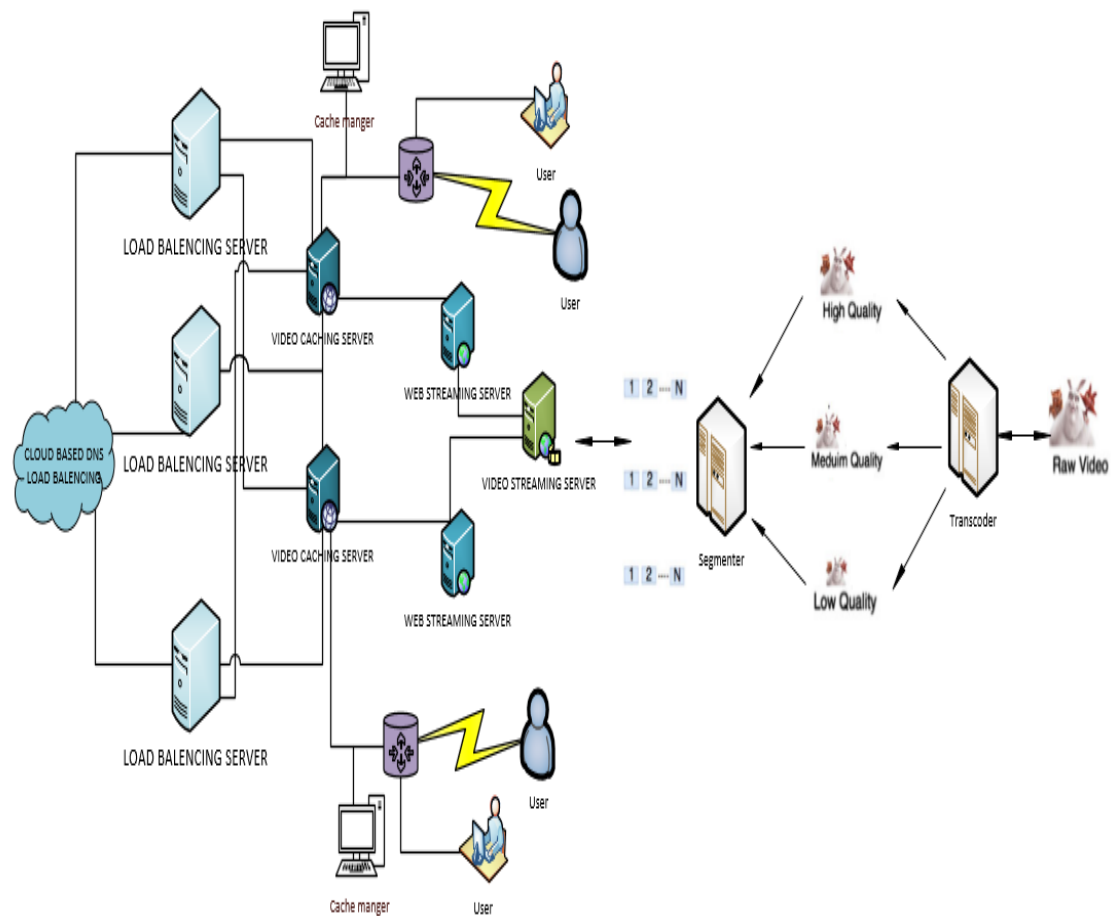 Cache manger
User
LOAD BALENCING SERVER
User
High Quality
VIDEO CACHING SERVER
WEB STREAMING SERVER
1 2 ---- N
CLOUD BASED DNS
LOAD BALENCING
LOAD BALENCING SERVER
VIDEO STREAMING SERVER
1 2 ---- N
Meduim Quality
Raw Video
Transcoder
VIDEO CACHING SERVER
Segmenter
1 2 ---- N
Low Quality
WEB STREAMING SERVER
LOAD BALENCING SERVER
User
Cache manger
User